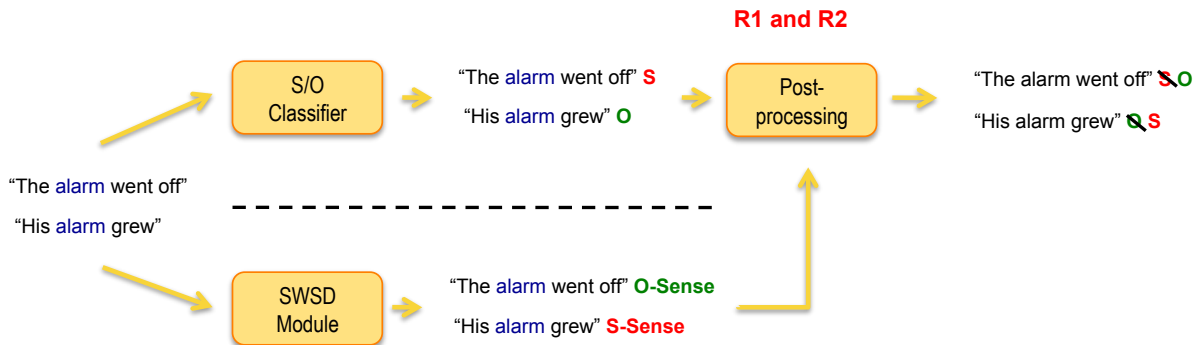 R1 and R2
S/O
Classifier
“The alarm went off” S
“His alarm grew” O
Post-
processing
“The alarm went off” S O
“His alarm grew” O S
“The alarm went off”
“His alarm grew”
SWSD
Module
“The alarm went off” O-Sense
“His alarm grew” S-Sense